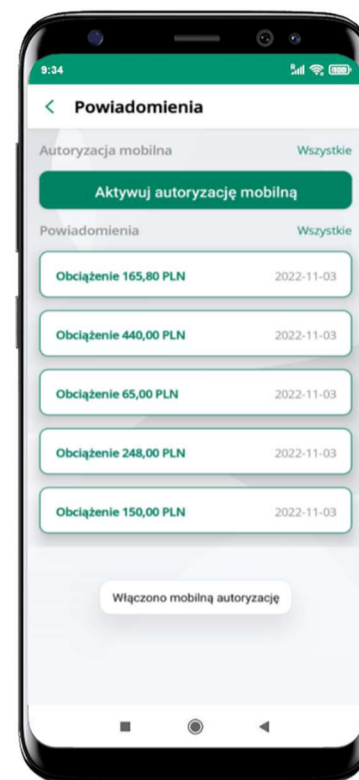 9:34
Powiadomienia
Autoryzacja mobilna Wszystkie
Aktywuj autoryzację mobilną
Powiadomienia Wszystkie
Obciążenie 165,80 PLN 2022-11-03
Obciążenie 440,00 PLN 2022-11-03
Obciążenie 65,00 PLN 2022-11-03
Obciążenie 248,00 PLN 2022-11-03
Obciążenie 150,00 PLN 2022-11-03
Włączono mobilną autoryzację